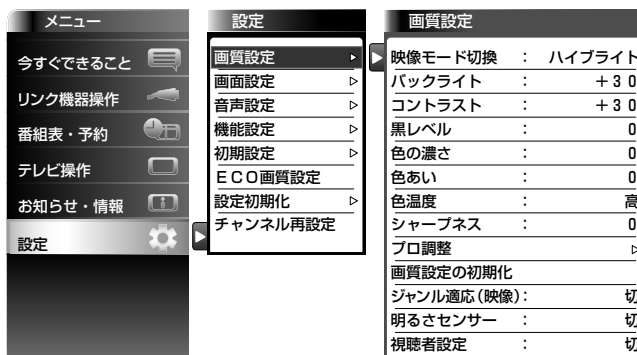 メニュー
今すぐできること
リンク機器操作
番組表・予約
テレビ操作
お知らせ・情報
設定
設定
画質設定
画面設定
音声設定
機能設定
初期設定
ECO画質設定
設定初期化
チャンネル再設定
画質設定
映像モード切換 : ハイブライト
バックライト : +30
コントラスト : +30
黒レベル : 0
色の濃さ : 0
色あい : 0
色温度 : 高
シャープネス : 0
プロ調整
画質設定の初期化
ジャンル適応(映像) : 切
明るさセンサー : 切
視聴者設定 : 切